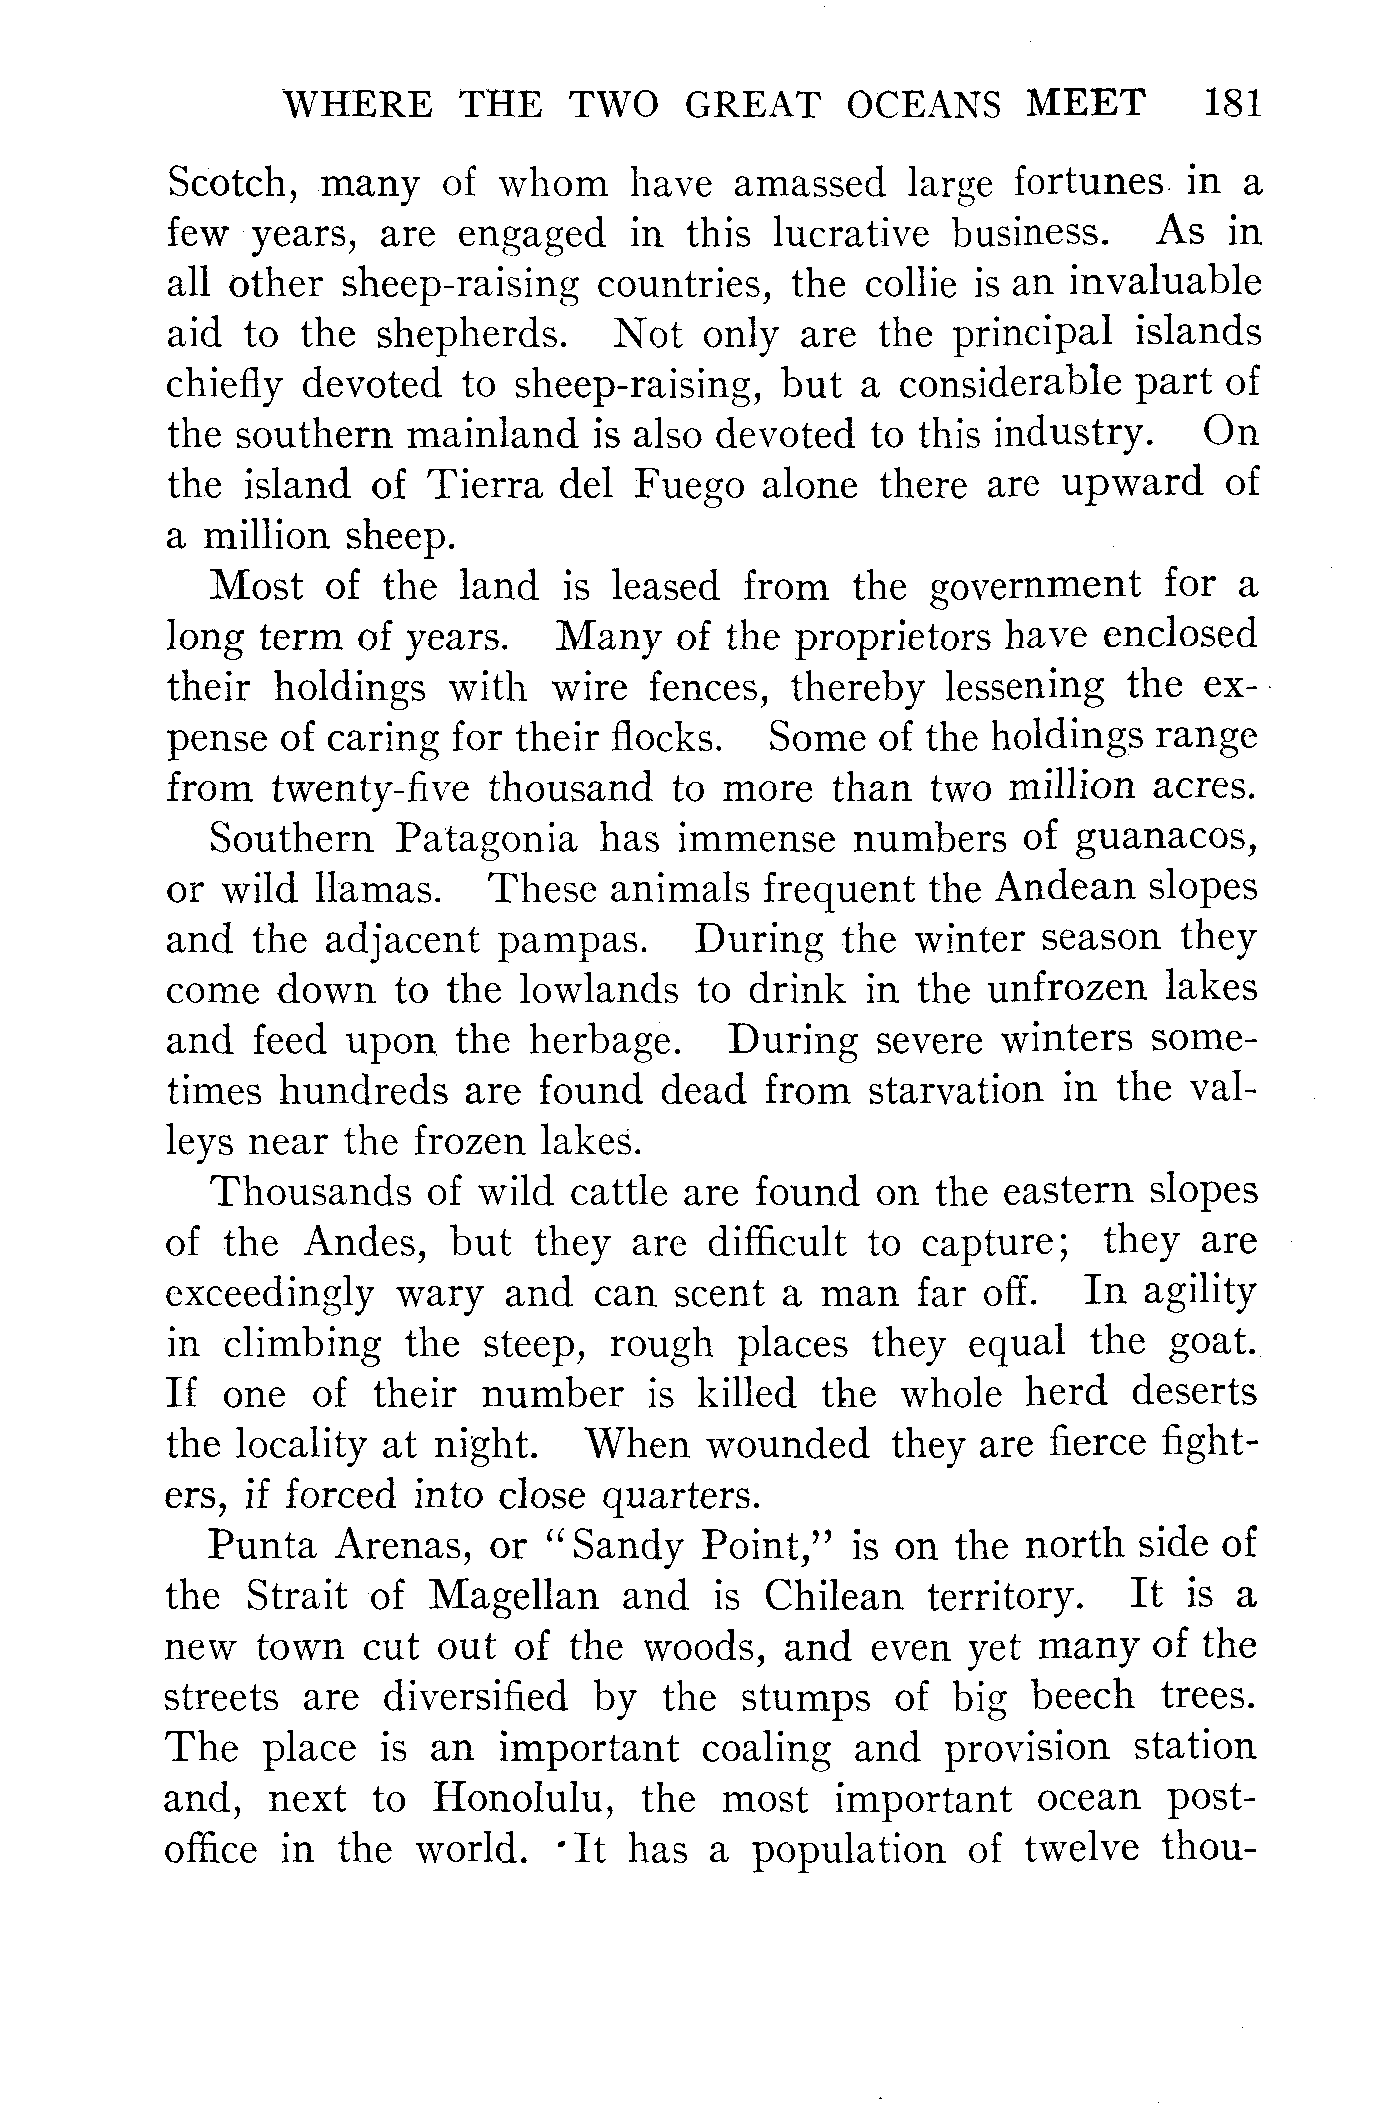 WHERE THE TWO GREAT OCEANS MEET 181
Scotch, many of whom have amassed large fortunes in a
few years, are engaged in this lucrative business. As in
all other sheep-raising countries, the collie is an invaluable
aid to the shepherds. Not only are the principal islands
chiefly devoted to sheep-raising, but a considerable part of
the southern mainland is also devoted to this industry. On
the island of Tierra del Fuego alone there are upward of
a million sheep.
Most of the land is leased from the government for a
long term of years. Many of the proprietors have enclosed
their holdings with wire fences, thereby lessening the ex-
pense of caring for their flocks. Some of the holdings range
from twenty-five thousand to more than two million acres.
Southern Patagonia has immense numbers of guanacos,
or wild llamas. These animals frequent the Andean slopes
and the adjacent pampas. During the winter season they
come down to the lowlands to drink in the unfrozen lakes
and feed upon the herbage. During severe winters some-
times hundreds are found dead from starvation in the val-
leys near the frozen lakes.
Thousands of wild cattle are found on the eastern slopes
of the Andes, but they are difficult to capture; they are
exceedingly wary and can scent a man far off. In agility
in climbing the steep, rough places they equal the goat.
If one of their number is killed the whole herd deserts
the locality at night. When wounded they are fierce fight-
ers, if forced into close quarters.
Punta Arenas, or "Sandy Point," is on the north side of
the Strait of Magellan and is Chilean territory. It is a
new town cut out of the woods, and even yet many of the
streets are diversified by the stumps of big beech trees.
The place is an important coaling and provision station
and, next to Honolulu, the most important ocean post-
office in the world. It has a population of twelve thou-